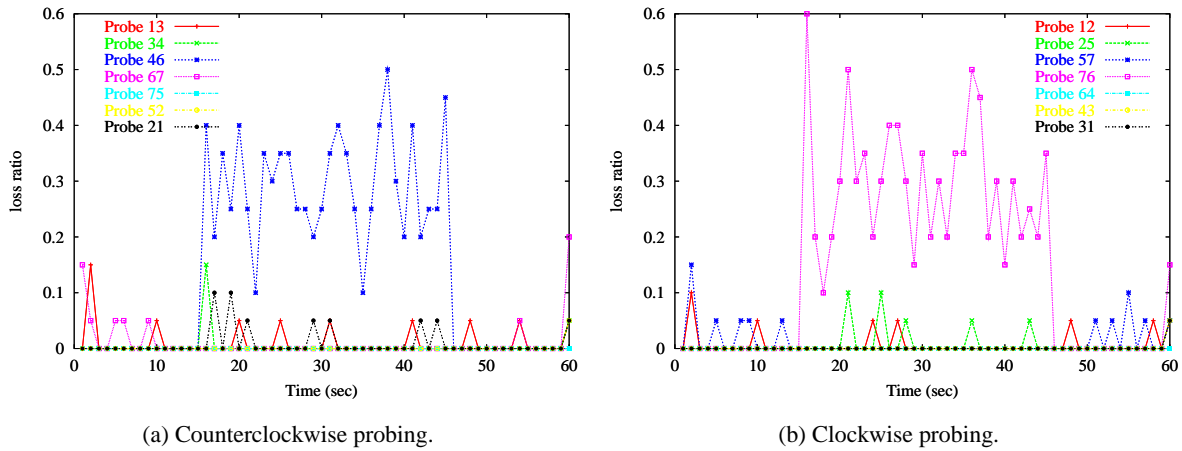 0.6
0.5
0.4
0.3
0.2
0.1
0
loss ratio
Probe 13
Probe 34
Probe 46
Probe 67
Probe 75
Probe 52
Probe 21
0 10 20 30 40 50 60
Time (sec)
(a) Counterclockwise probing.
0.6
0.5
0.4
0.3
0.2
0.1
0
loss ratio
Probe 12
Probe 25
Probe 57
Probe 76
Probe 64
Probe 43
Probe 31
0 10 20 30 40 50 60
Time (sec)
(b) Clockwise probing.